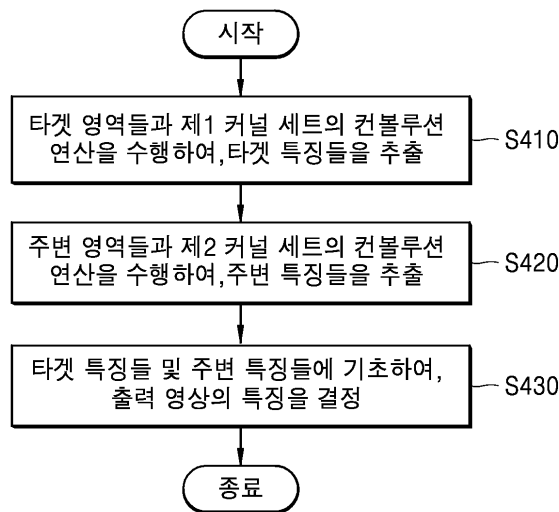 시작
타겟 영역들과 제1 커널 세트의 컨볼루션
연산을 수행하여,타겟 특징들을 추출
S410
주변 영역들과 제2 커널 세트의 컨볼루션
연산을 수행하여,주변 특징들을 추출
S420
타겟 특징들 및 주변 특징들에 기초하여,
출력 영상의 특징을 결정
S430
종료